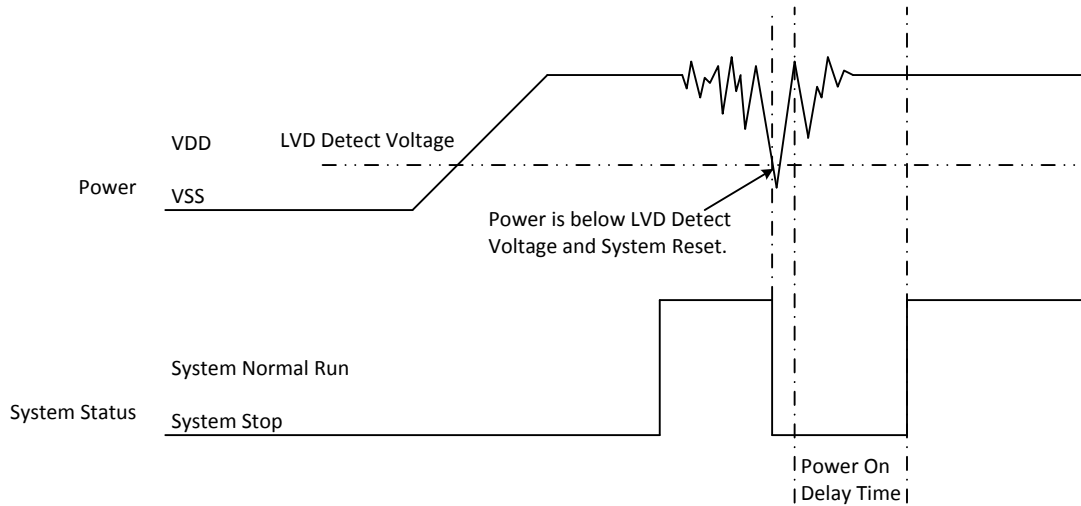 VDD
LVD Detect Voltage
Power
VSS
Power is below LVD Detect
Voltage and System Reset.
System Normal Run
System Status
System Stop
Power On
Delay Time